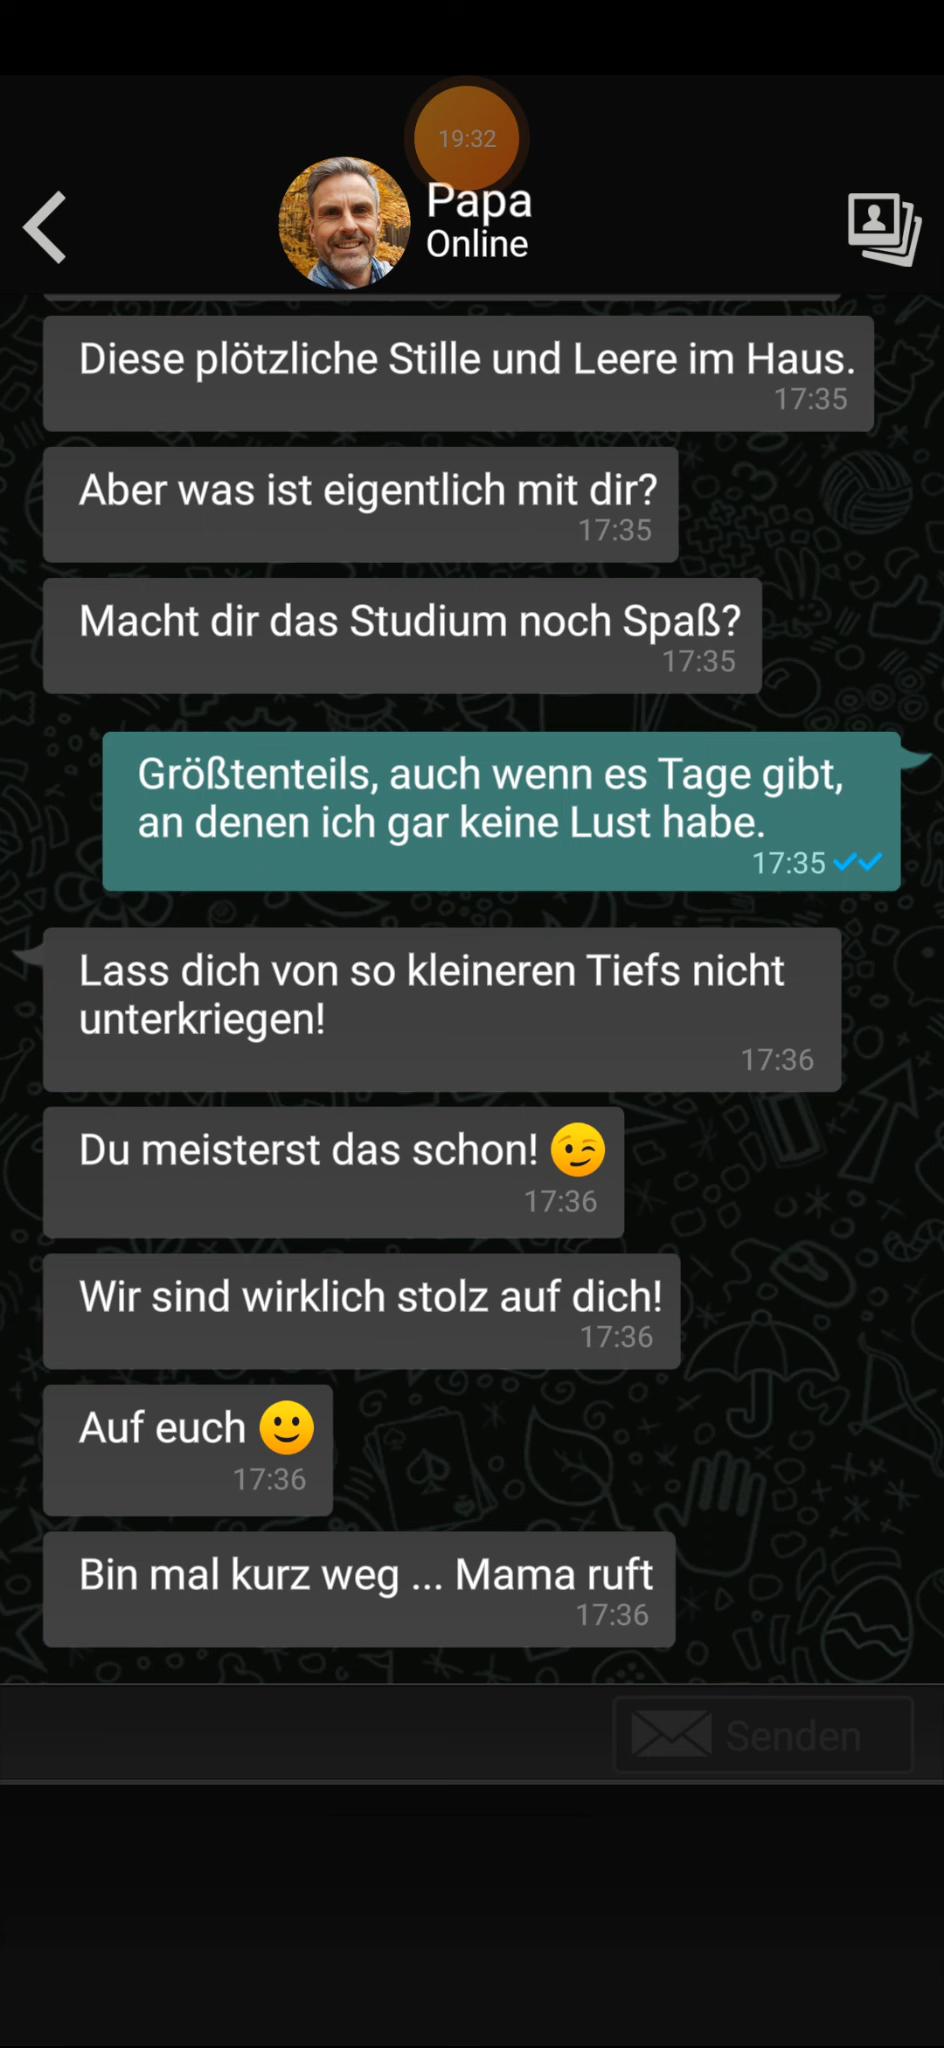 19:32
Papa
Online
Diese plötzliche Stille und Leere im Haus.
17:35
Aber was ist eigentlich mit dir?
17:35
Macht dir das Studium noch Spaß?
17:35
Größtenteils, auch wenn es Tage gibt,
an denen ich gar keine Lust habe.
17:35
Lass dich von so kleineren Tiefs nicht
unterkriegen!
17:36
Du meisterst das schon! 😉
17:36
Wir sind wirklich stolz auf dich!
17:36
Auf euch 🙂
17:36
Bin mal kurz weg ... Mama ruft
17:36
Senden